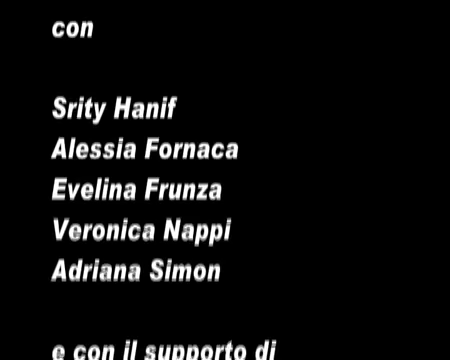 con
Srity Hanif
Alessia Fornaca
Evelina Frunza
Veronica Nappi
Adriana Simon
e con il supporto di